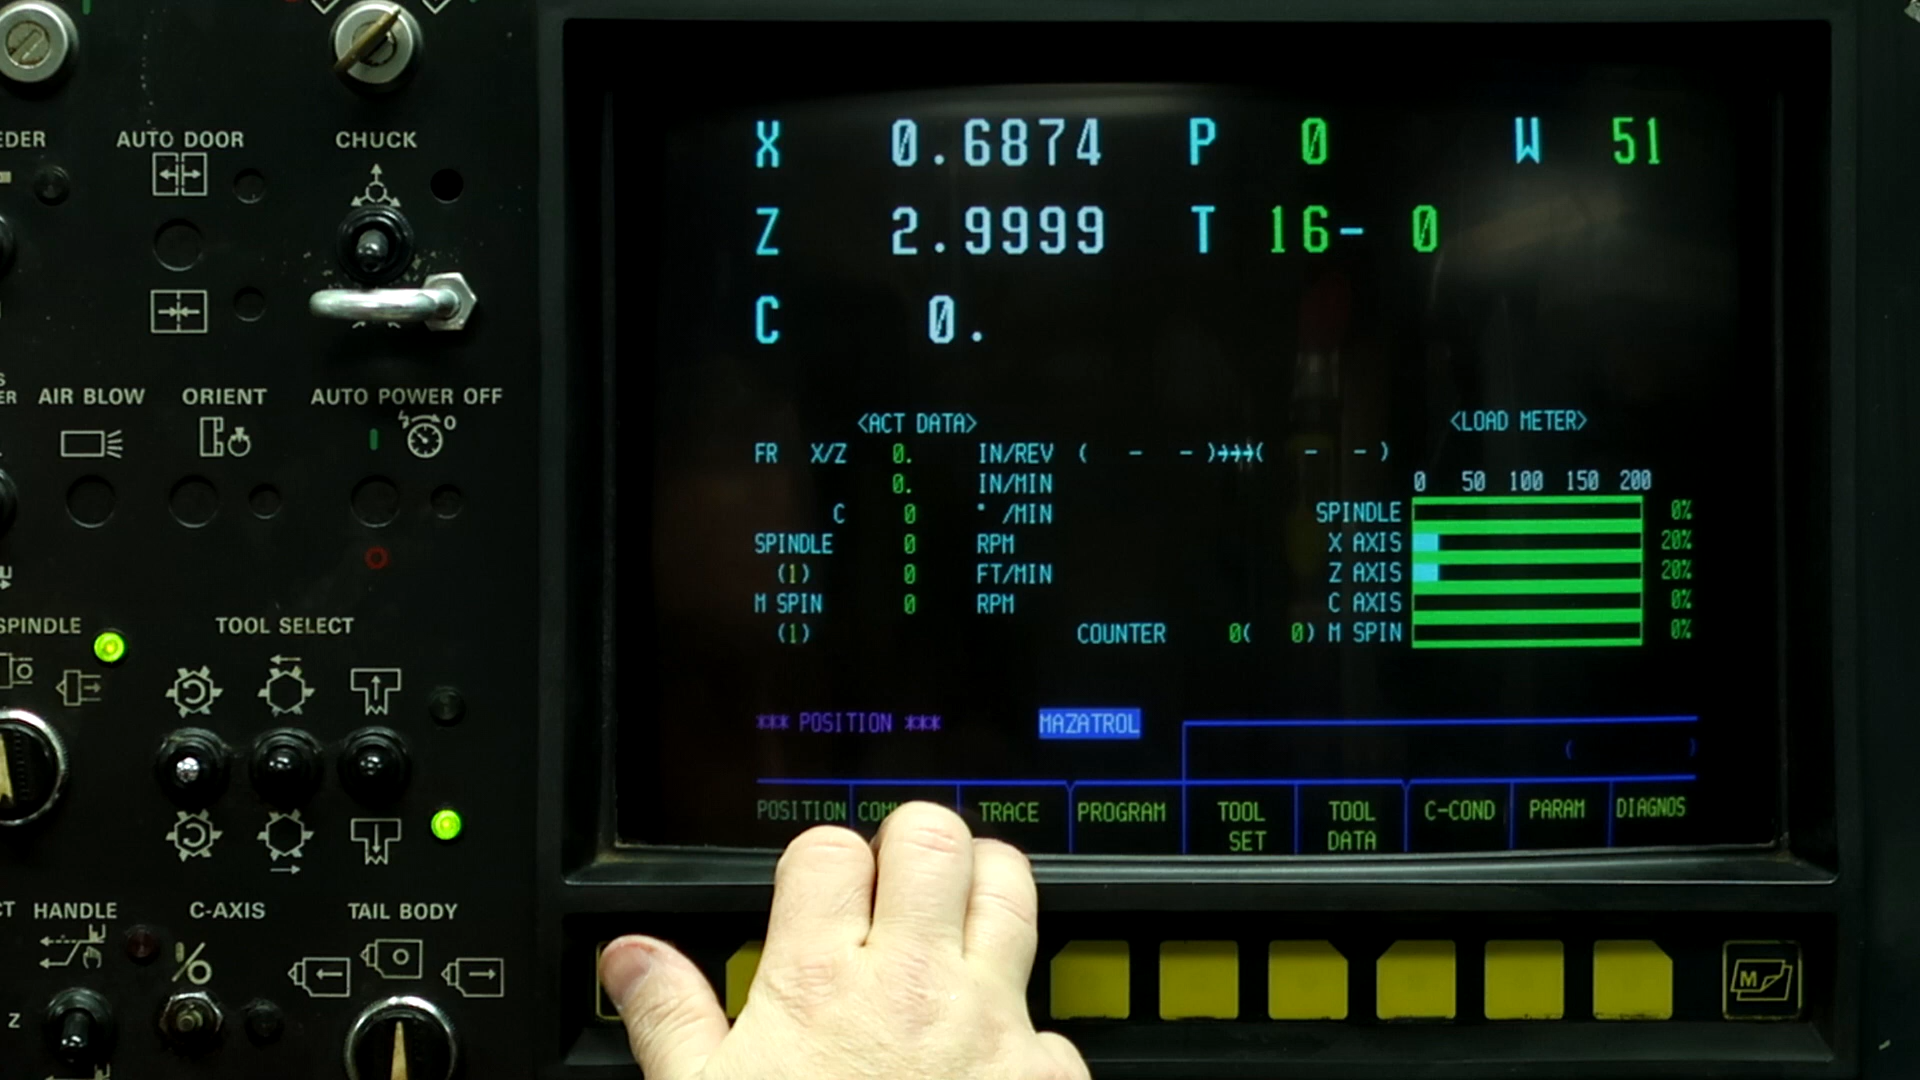 AUTO DOOR
CHUCK
AIR BLOW
ORIENT
AUTO POWER OFF
SPINDLE
TOOL SELECT
HANDLE
C-AXIS
TAIL BODY
Z
X 0.6874 P 0 W 51
Z 2.9999 T 16- 0
C 0.
<ACT DATA> <LOAD METER>
FR X/Z 0. IN/REV ( - - )→→→( - - )
0. IN/MIN
0 50 100 150 200
C 0 ° /MIN SPINDLE 0%
SPINDLE 0 RPM X AXIS 20%
(1) 0 FT/MIN Z AXIS 20%
M SPIN 0 RPM C AXIS 0%
(1) COUNTER 0( 0) M SPIN 0%
*** POSITION *** MAZATROL
( )
POSITION TRACE PROGRAM TOOL SET TOOL DATA C-COND PARAM DIAGNOS
M